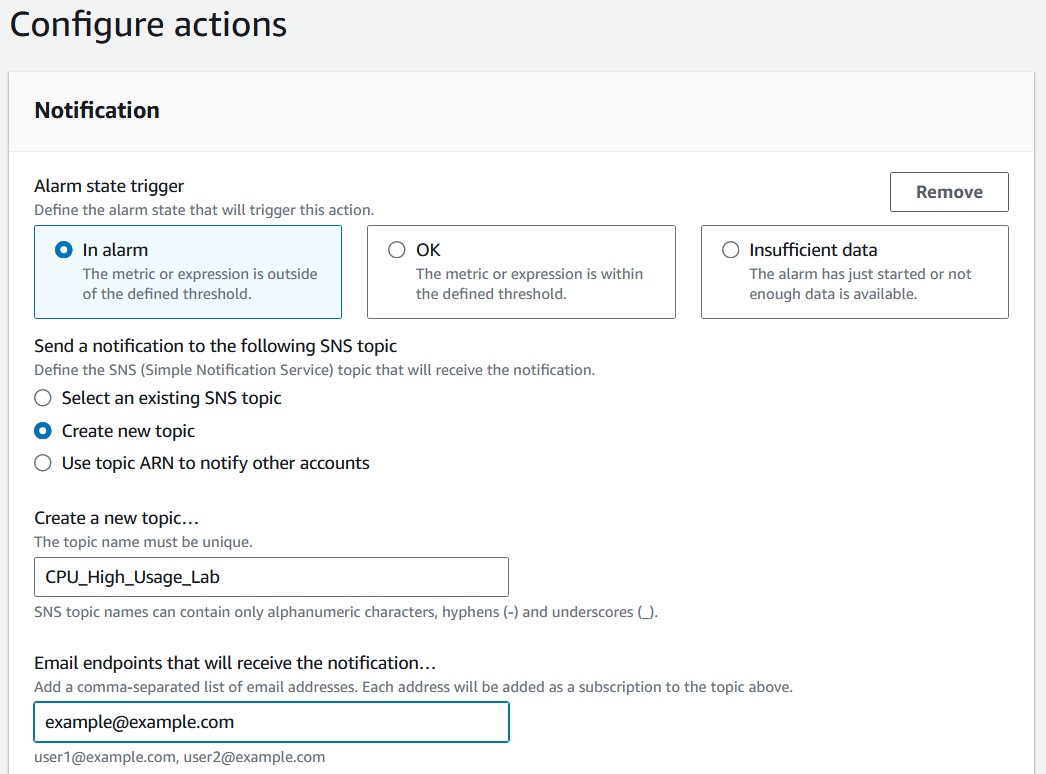 Configure actions
Notification
Alarm state trigger
Remove
Define the alarm state that will trigger this action.
In alarm
The metric or expression is outside
of the defined threshold.
OK
The metric or expression is within
the defined threshold.
Insufficient data
The alarm has just started or not
enough data is available.
Send a notification to the following SNS topic
Define the SNS (Simple Notification Service) topic that will receive the notification.
Select an existing SNS topic
Create new topic
Use topic ARN to notify other accounts
Create a new topic…
The topic name must be unique.
CPU_High_Usage_Lab
SNS topic names can contain only alphanumeric characters, hyphens (-) and underscores (_).
Email endpoints that will receive the notification…
Add a comma-separated list of email addresses. Each address will be added as a subscription to the topic above.
example@example.com
user1@example.com, user2@example.com